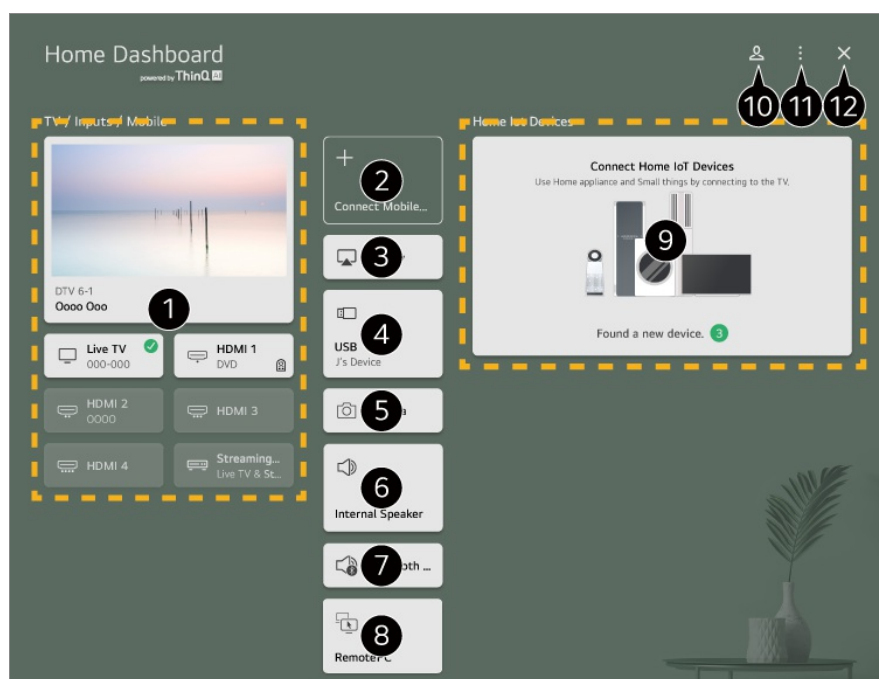 Home Dashboard
powered by ThinQ AI
10 11 12
TV / Inputs / Mobile
Home Iot Devices
DTV 6-1
Oooo Ooo
1
Live TV
000-000
HDMI 1
DVD
HDMI 2
0000
HDMI 3
HDMI 4
Streaming...
Live TV & St...
2
Connect Mobile...
3
4
USB
J's Device
5
6
Internal Speaker
7
...
8
Remote PC
Connect Home IoT Devices
Use Home appliance and Small things by connecting to the TV.
9
Found a new device. 3